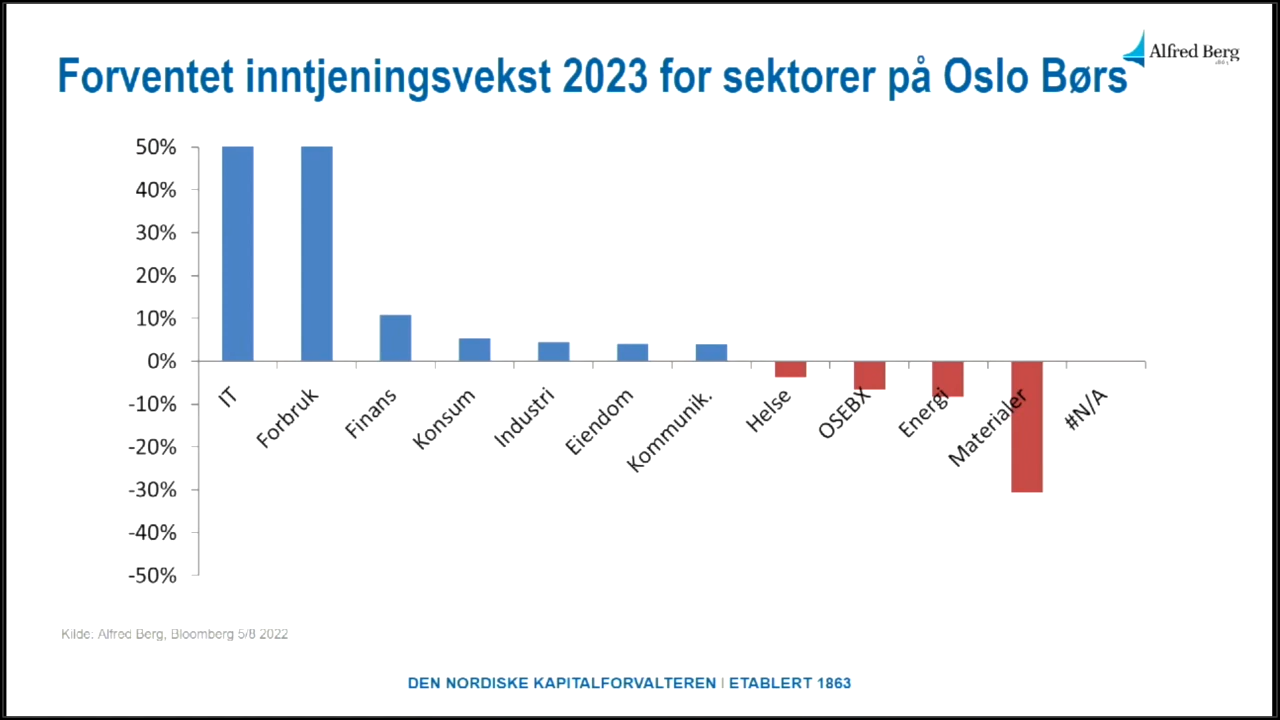 Forventet inntjeningsvekst 2023 for sektorer på Oslo Børs
Alfred Berg
50%
40%
30%
20%
10%
0%
-10%
-20%
-30%
-40%
-50%
IT
Forbruk
Finans
Konsum
Industri
Eiendom
Kommunik.
Helse
OSEBX
Energi
Materialer
#N/A
Kilde: Alfred Berg, Bloomberg 5/8 2022
DEN NORDISKE KAPITALFORVALTEREN | ETABLERT 1863